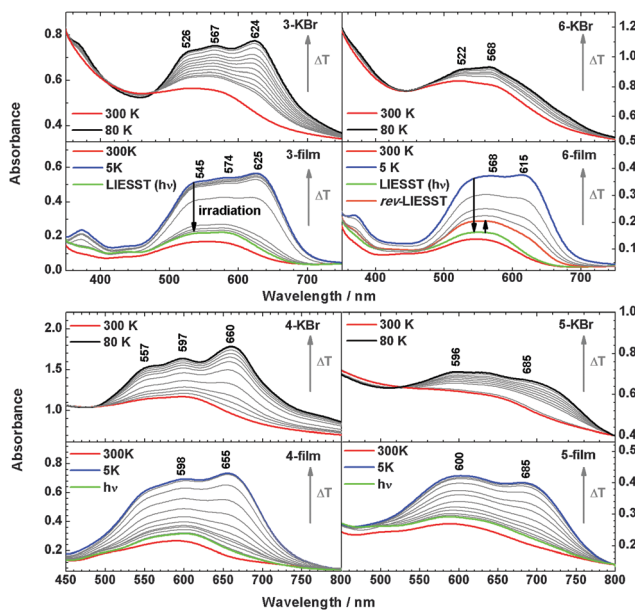 3-KBr
526 567 624
ΔT
300 K
80 K
0.8
0.6
0.4
6-KBr
522 568
ΔT
300 K
80 K
1.2
1.1
1.0
0.9
0.8
0.7
0.6
0.5
Absorbance
3-film
300K
5K
LIESST (hν)
545 574 625
irradiation
ΔT
0.6
0.4
0.2
0.0
400 500 600 700
Wavelength / nm
6-film
300 K
5 K
LIESST (hν)
rev-LIESST
568 615
ΔT
0.4
0.3
0.2
0.1
0.0
400 500 600 700
Wavelength / nm
4-KBr
300 K
80 K
557 597 660
ΔT
2.0
1.5
1.0
5-KBr
300 K
80 K
596 685
ΔT
1.0
0.8
0.6
0.4
Absorbance
4-film
300K
5K
hν
598 655
ΔT
0.8
0.6
0.4
0.2
450 500 550 600 650 700 750
Wavelength / nm
5-film
300 K
5 K
hν
600 685
ΔT
0.6
0.4
0.2
500 600 700 800
Wavelength / nm